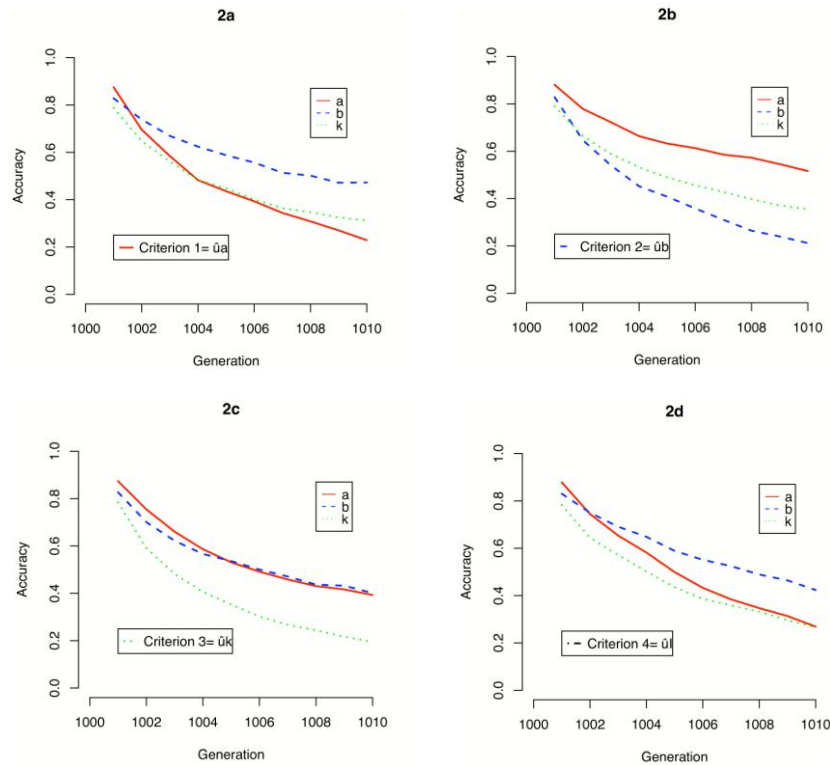 2a
1.0
0.8
0.6
0.4
0.2
0.0
Accuracy
a
b
k
Criterion 1= ûa
1000 1002 1004 1006 1008 1010
Generation
2b
1.0
0.8
0.6
0.4
0.2
0.0
Accuracy
a
b
k
Criterion 2= ûb
1000 1002 1004 1006 1008 1010
Generation
2c
1.0
0.8
0.6
0.4
0.2
0.0
Accuracy
a
b
k
Criterion 3= ûk
1000 1002 1004 1006 1008 1010
Generation
2d
1.0
0.8
0.6
0.4
0.2
0.0
Accuracy
a
b
k
Criterion 4= ûl
1000 1002 1004 1006 1008 1010
Generation